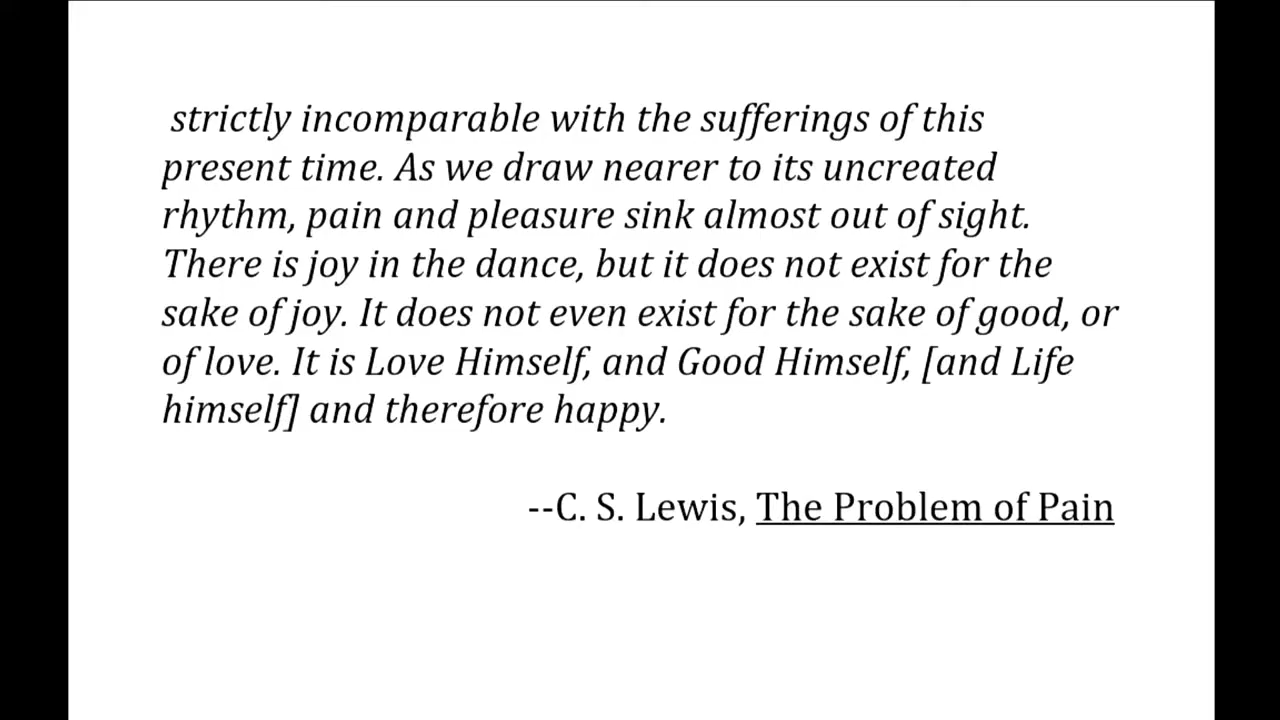 strictly incomparable with the sufferings of this
present time. As we draw nearer to its uncreated
rhythm, pain and pleasure sink almost out of sight.
There is joy in the dance, but it does not exist for the
sake of joy. It does not even exist for the sake of good, or
of love. It is Love Himself, and Good Himself, [and Life
himself] and therefore happy.
--C. S. Lewis, The Problem of Pain